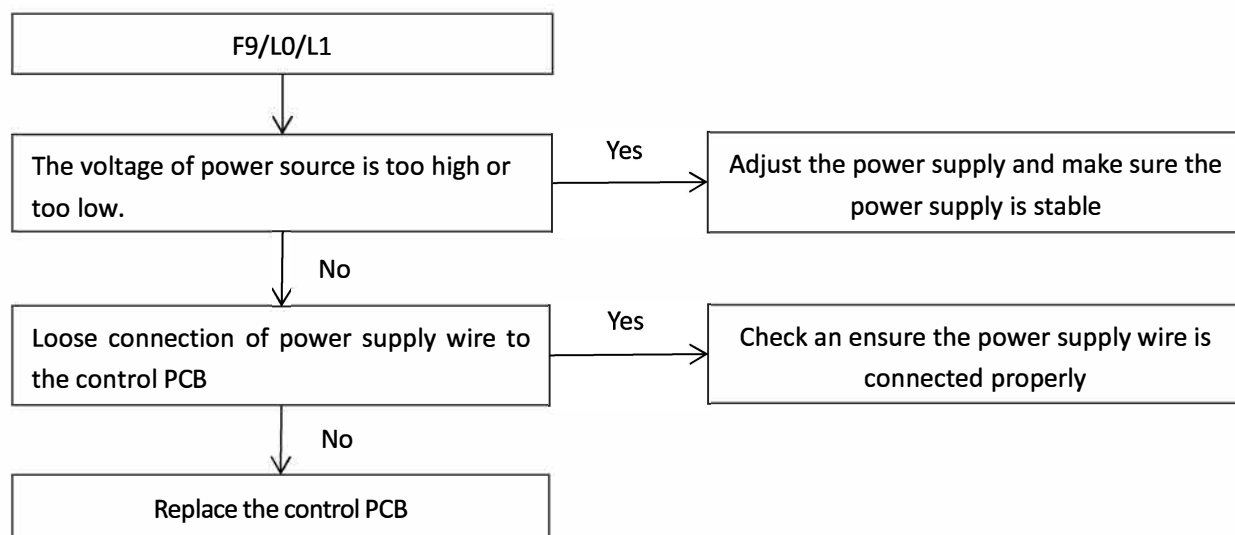 F9/L0/L1
The voltage of power source is too high or
too low.
Yes
Adjust the power supply and make sure the
power supply is stable
No
Loose connection of power supply wire to
the control PCB
Yes
Check an ensure the power supply wire is
connected properly
No
Replace the control PCB